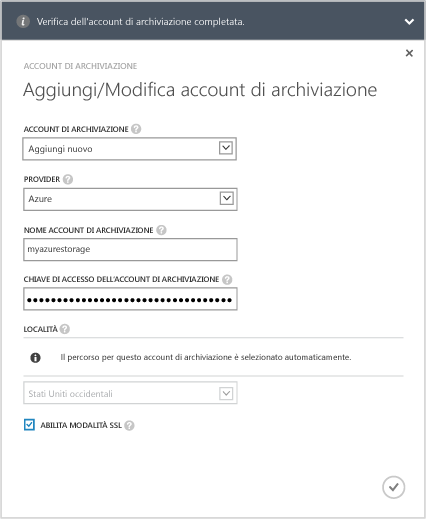 Verifica dell'account di archiviazione completata.
ACCOUNT DI ARCHIVIAZIONE
Aggiungi/Modifica account di archiviazione
ACCOUNT DI ARCHIVIAZIONE ?
Aggiungi nuovo
PROVIDER ?
Azure
NOME ACCOUNT DI ARCHIVIAZIONE ?
myazurestorage
CHIAVE DI ACCESSO DELL'ACCOUNT DI ARCHIVIAZIONE ?
LOCALITÀ ?
Il percorso per questo account di archiviazione è selezionato automaticamente.
Stati Uniti occidentali
ABILITA MODALITÀ SSL ?